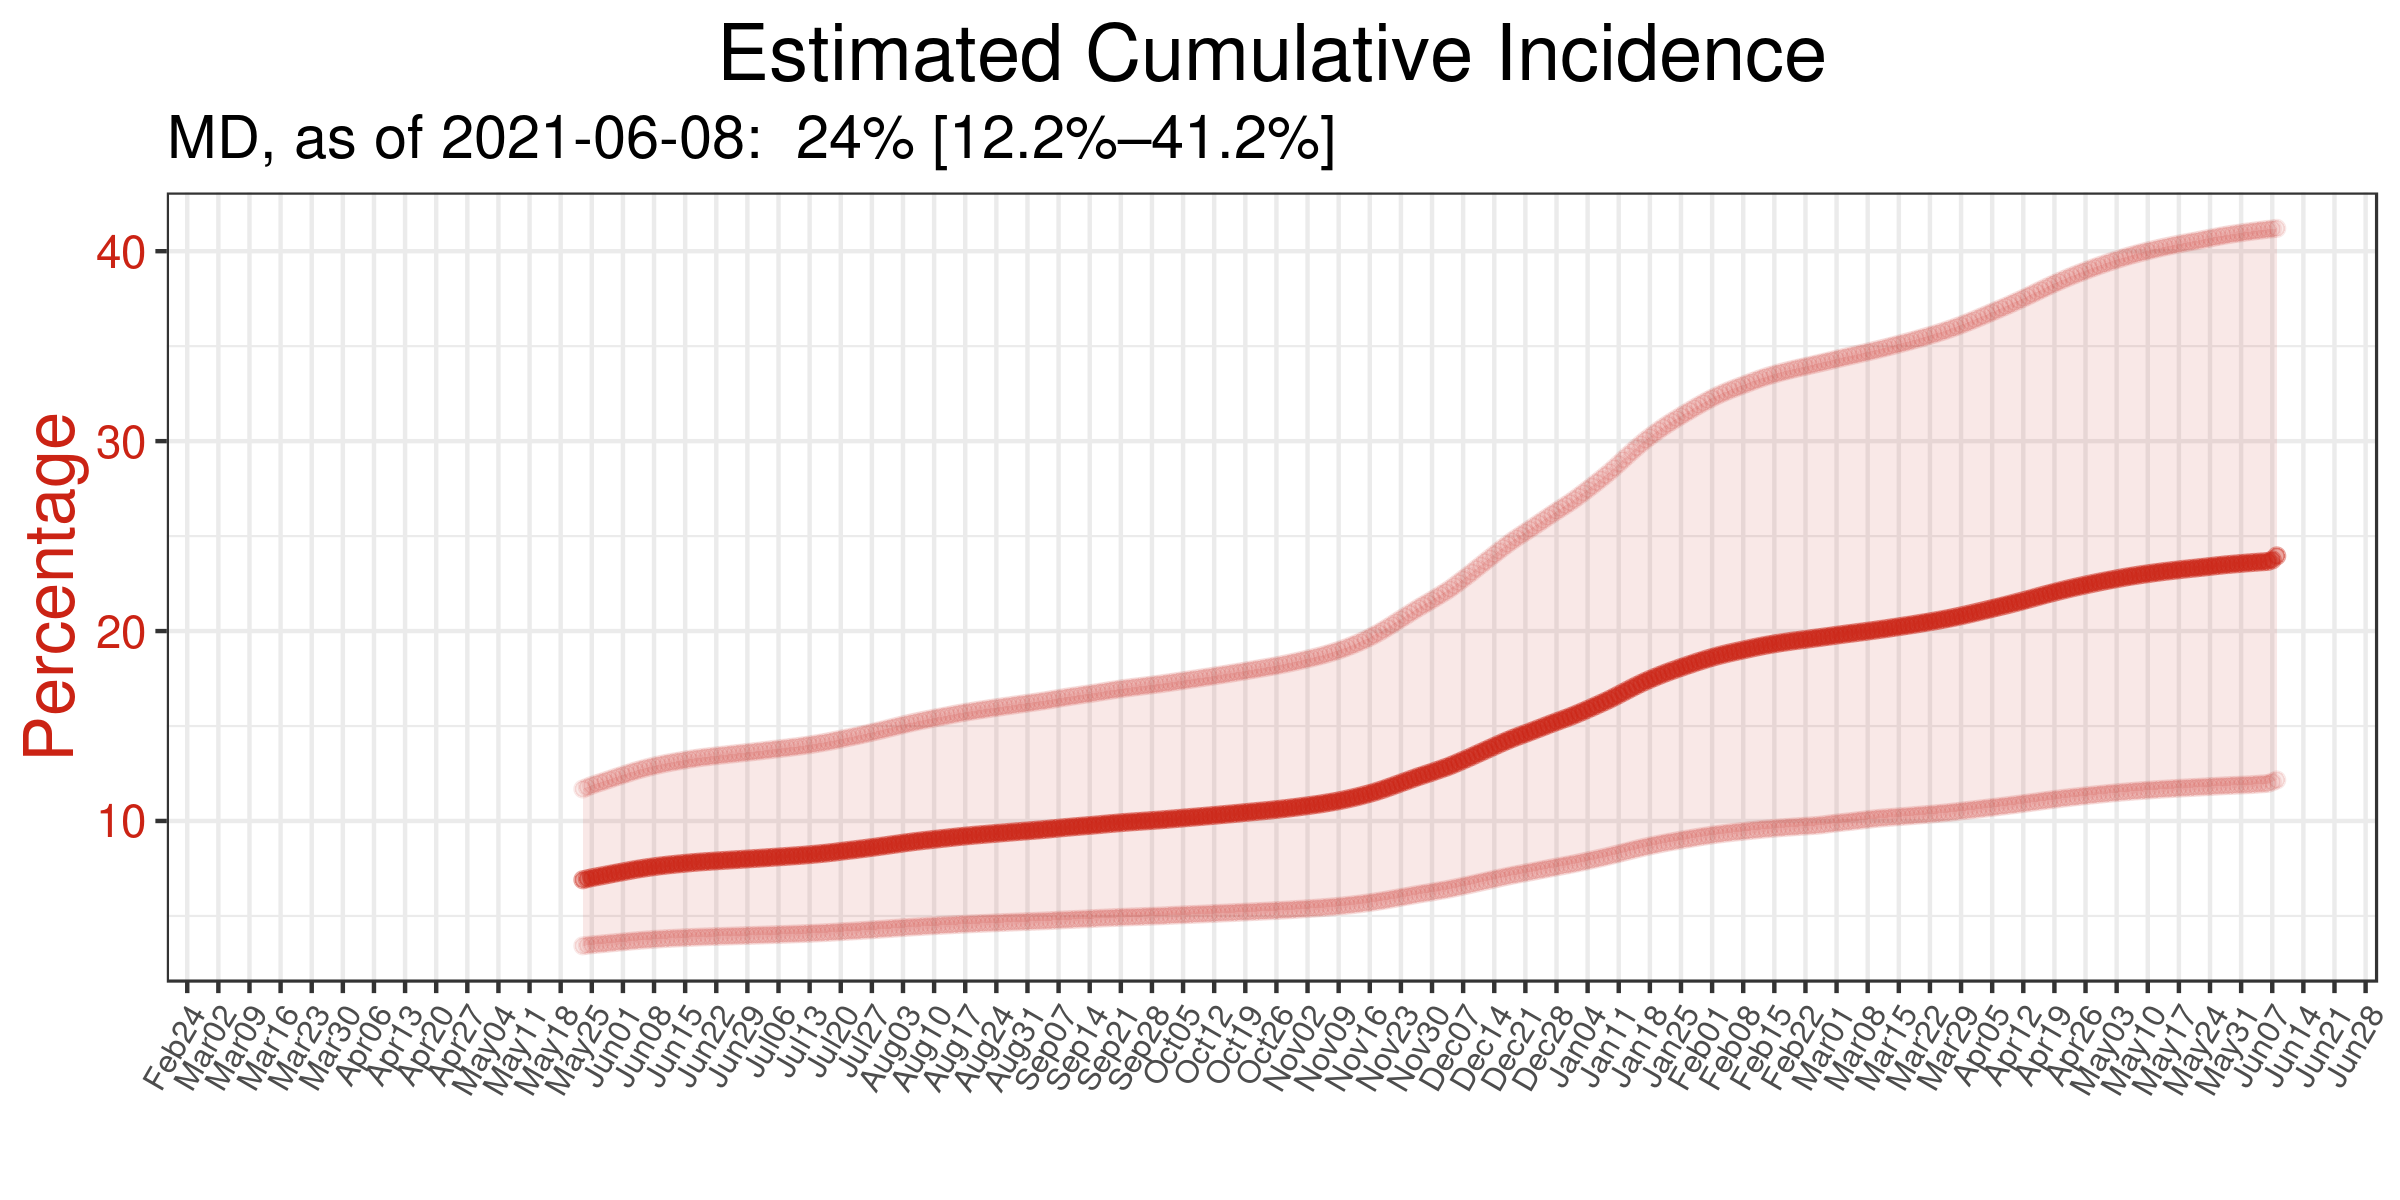 Estimated Cumulative Incidence
MD, as of 2021-06-08:  24% [12.2%–41.2%]
Percentage
40
30
20
10
Feb24
Mar02
Mar09
Mar16
Mar23
Mar30
Apr06
Apr13
Apr20
Apr27
May04
May11
May18
May25
Jun01
Jun08
Jun15
Jun22
Jun29
Jul06
Jul13
Jul20
Jul27
Aug03
Aug10
Aug17
Aug24
Aug31
Sep07
Sep14
Sep21
Sep28
Oct05
Oct12
Oct19
Oct26
Nov02
Nov09
Nov16
Nov23
Nov30
Dec07
Dec14
Dec21
Dec28
Jan04
Jan11
Jan18
Jan25
Feb01
Feb08
Feb15
Feb22
Mar01
Mar08
Mar15
Mar22
Mar29
Apr05
Apr12
Apr19
Apr26
May03
May10
May17
May24
May31
Jun07
Jun14
Jun21
Jun28